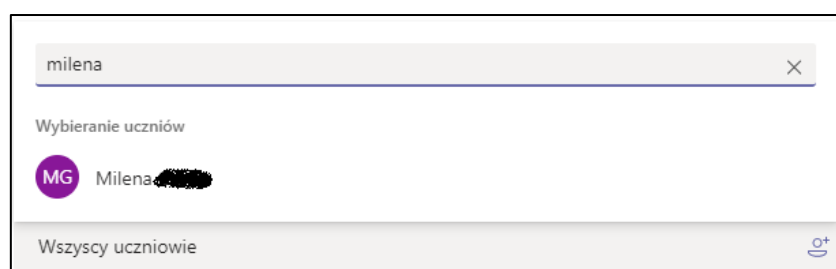 milena
Wybieranie uczniów
MG Milena
Wszyscy uczniowie